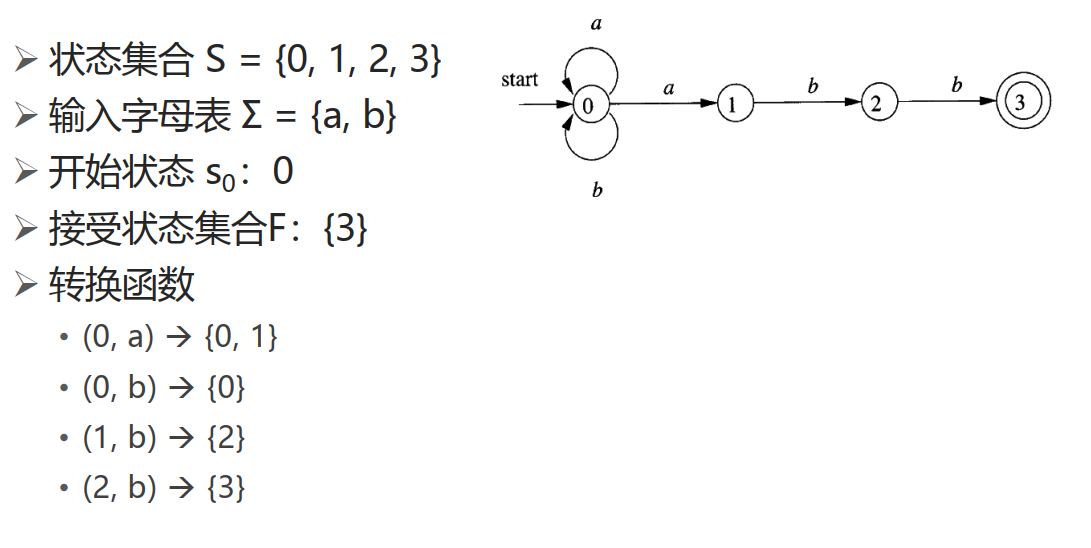 ➢ 状态集合 S = {0, 1, 2, 3}
➢ 输入字母表 Σ = {a, b}
➢ 开始状态 s₀：0
➢ 接受状态集合F：{3}
➢ 转换函数
• (0, a) → {0, 1}
• (0, b) → {0}
• (1, b) → {2}
• (2, b) → {3}
a
start
0
a
1
b
2
b
3
b